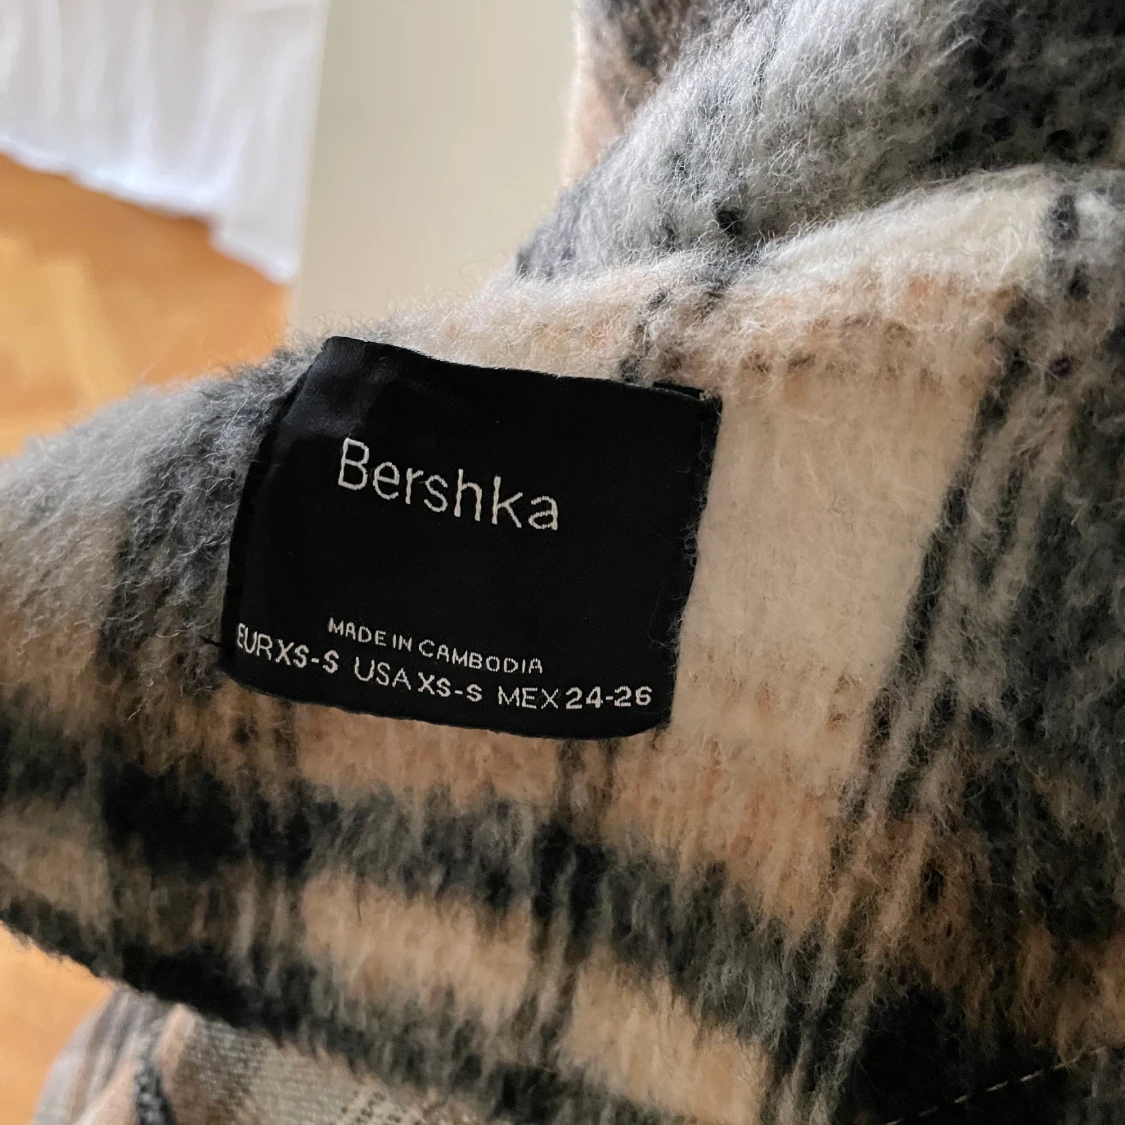 Bershka
MADE IN CAMBODIA
EUR XS-S USA XS-S MEX 24-26